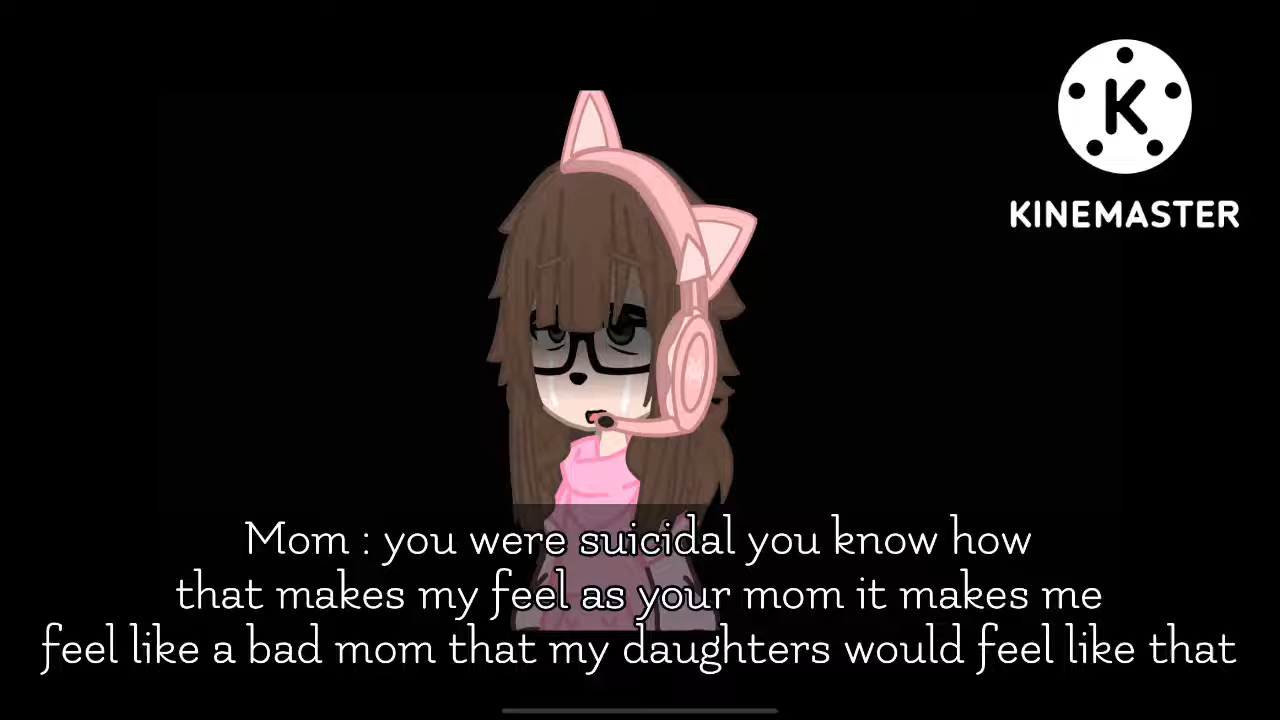 K
KINEMASTER
Mom : you were suicidal you know how
that makes my feel as your mom it makes me
feel like a bad mom that my daughters would feel like that